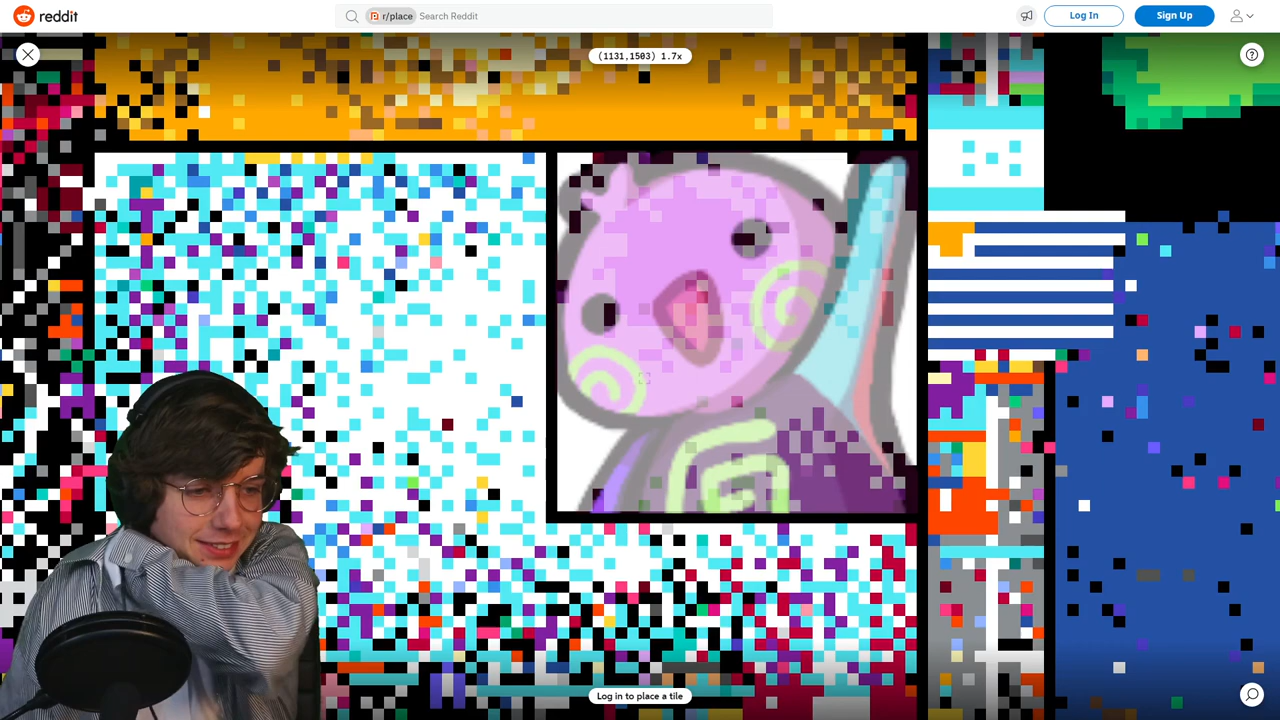 reddit
r/place Search Reddit
Log In
Sign Up
(1131,1503) 1.7x
Log in to place a tile